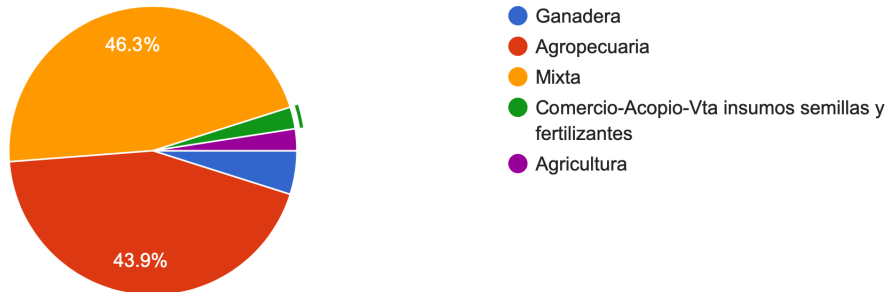 46.3%
43.9%
Ganadera
Agropecuaria
Mixta
Comercio-Acopio-Vta insumos semillas y
fertilizantes
Agricultura